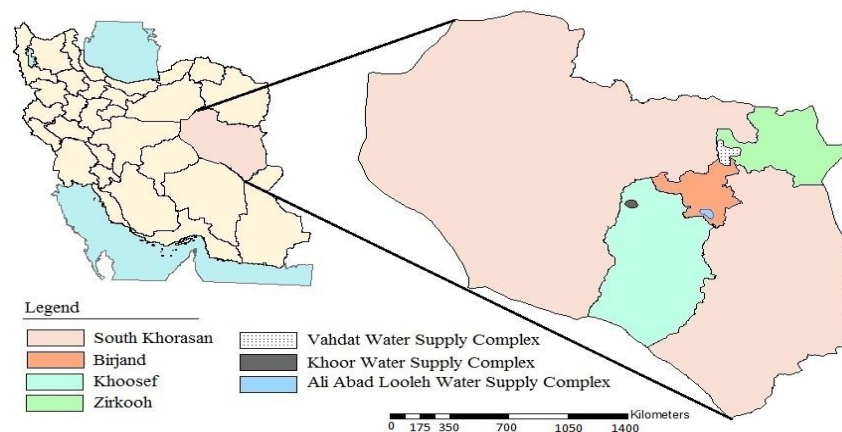 Legend
South Khorasan
Birjand
Khoosef
Zirkooh
Vahdat Water Supply Complex
Khoor Water Supply Complex
Ali Abad Looleh Water Supply Complex
Kilometers
0 175 350 700 1050 1400